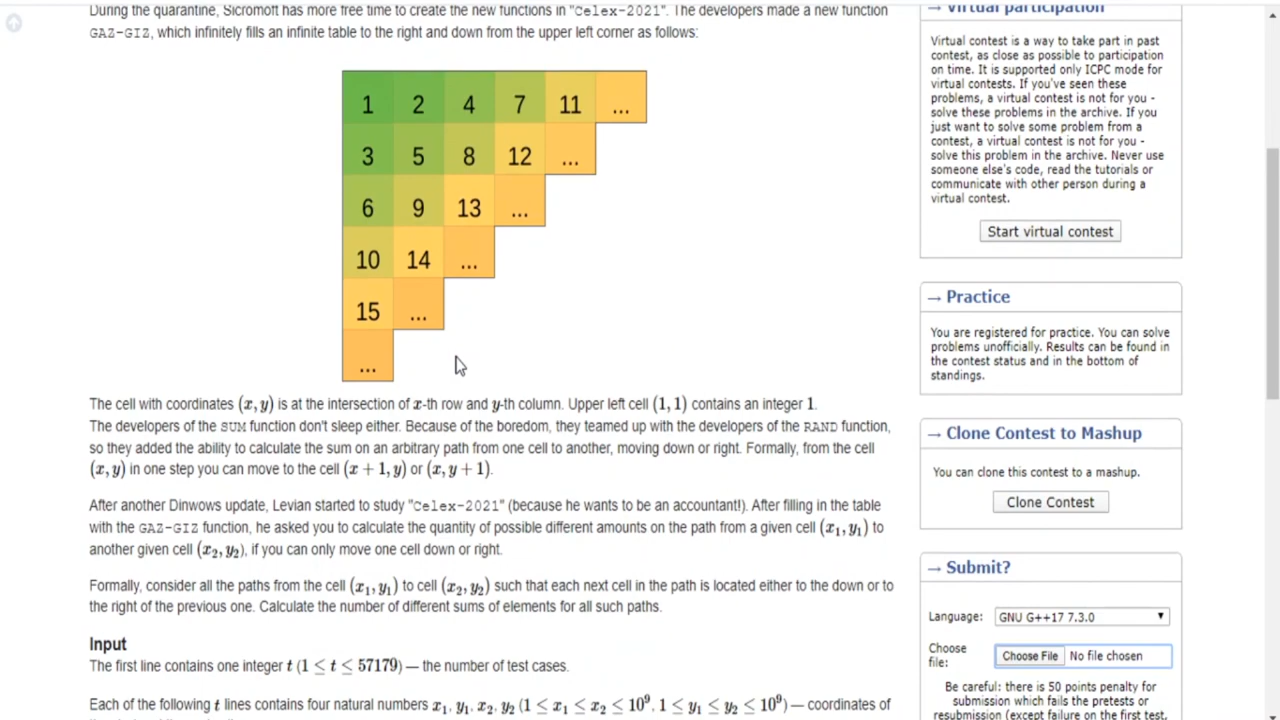 During the quarantine, Sicromoft has more free time to create the new functions in "Celex-2021". The developers made a new function
GAZ-GIZ, which infinitely fills an infinite table to the right and down from the upper left corner as follows:
1 2 4 7 11 ...
3 5 8 12 ...
6 9 13 ...
10 14 ...
15 ...
...
The cell with coordinates (x, y) is at the intersection of x-th row and y-th column. Upper left cell (1, 1) contains an integer 1.
The developers of the SUM function don't sleep either. Because of the boredom, they teamed up with the developers of the RAND function,
so they added the ability to calculate the sum on an arbitrary path from one cell to another, moving down or right. Formally, from the cell
(x, y) in one step you can move to the cell (x + 1, y) or (x, y + 1).
After another Dinwows update, Levian started to study "Celex-2021" (because he wants to be an accountant!). After filling in the table
with the GAZ-GIZ function, he asked you to calculate the quantity of possible different amounts on the path from a given cell (x₁, y₁) to
another given cell (x₂, y₂), if you can only move one cell down or right.
Formally, consider all the paths from the cell (x₁, y₁) to cell (x₂, y₂) such that each next cell in the path is located either to the down or to
the right of the previous one. Calculate the number of different sums of elements for all such paths.
Input
The first line contains one integer t (1 ≤ t ≤ 57179) — the number of test cases.
Each of the following t lines contains four natural numbers x₁, y₁, x₂, y₂ (1 ≤ x₁ ≤ x₂ ≤ 10⁹, 1 ≤ y₁ ≤ y₂ ≤ 10⁹) — coordinates of
→ Virtual participation
Virtual contest is a way to take part in past
contest, as close as possible to participation
on time. It is supported only ICPC mode for
virtual contests. If you've seen these
problems, a virtual contest is not for you -
solve these problems in the archive. If you
just want to solve some problem from a
contest, a virtual contest is not for you -
solve this problem in the archive. Never use
someone else's code, read the tutorials or
communicate with other person during a
virtual contest.
Start virtual contest
→ Practice
You are registered for practice. You can solve
problems unofficially. Results can be found in
the contest status and in the bottom of
standings.
→ Clone Contest to Mashup
You can clone this contest to a mashup.
Clone Contest
→ Submit?
Language: GNU G++17 7.3.0
Choose
file: Choose File No file chosen
Be careful: there is 50 points penalty for
submission which fails the pretests or
resubmission (except failure on the first test,